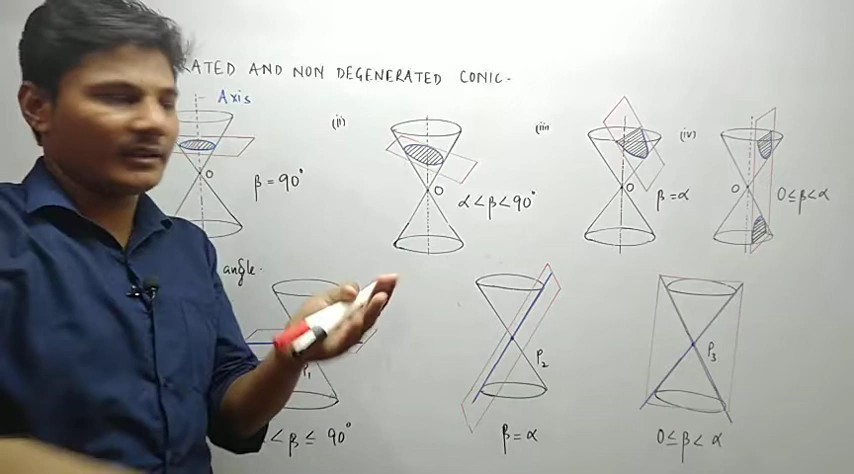 RATED AND NON DEGENERATED CONIC.
Axis
(ii)
(iii
(iv)
O
β = 90°
O
α < β < 90°
O
β = α
O
0 ≤ β < α
angle.
P₁
< β ≤ 90°
P₂
β = α
P₃
0 ≤ β < α